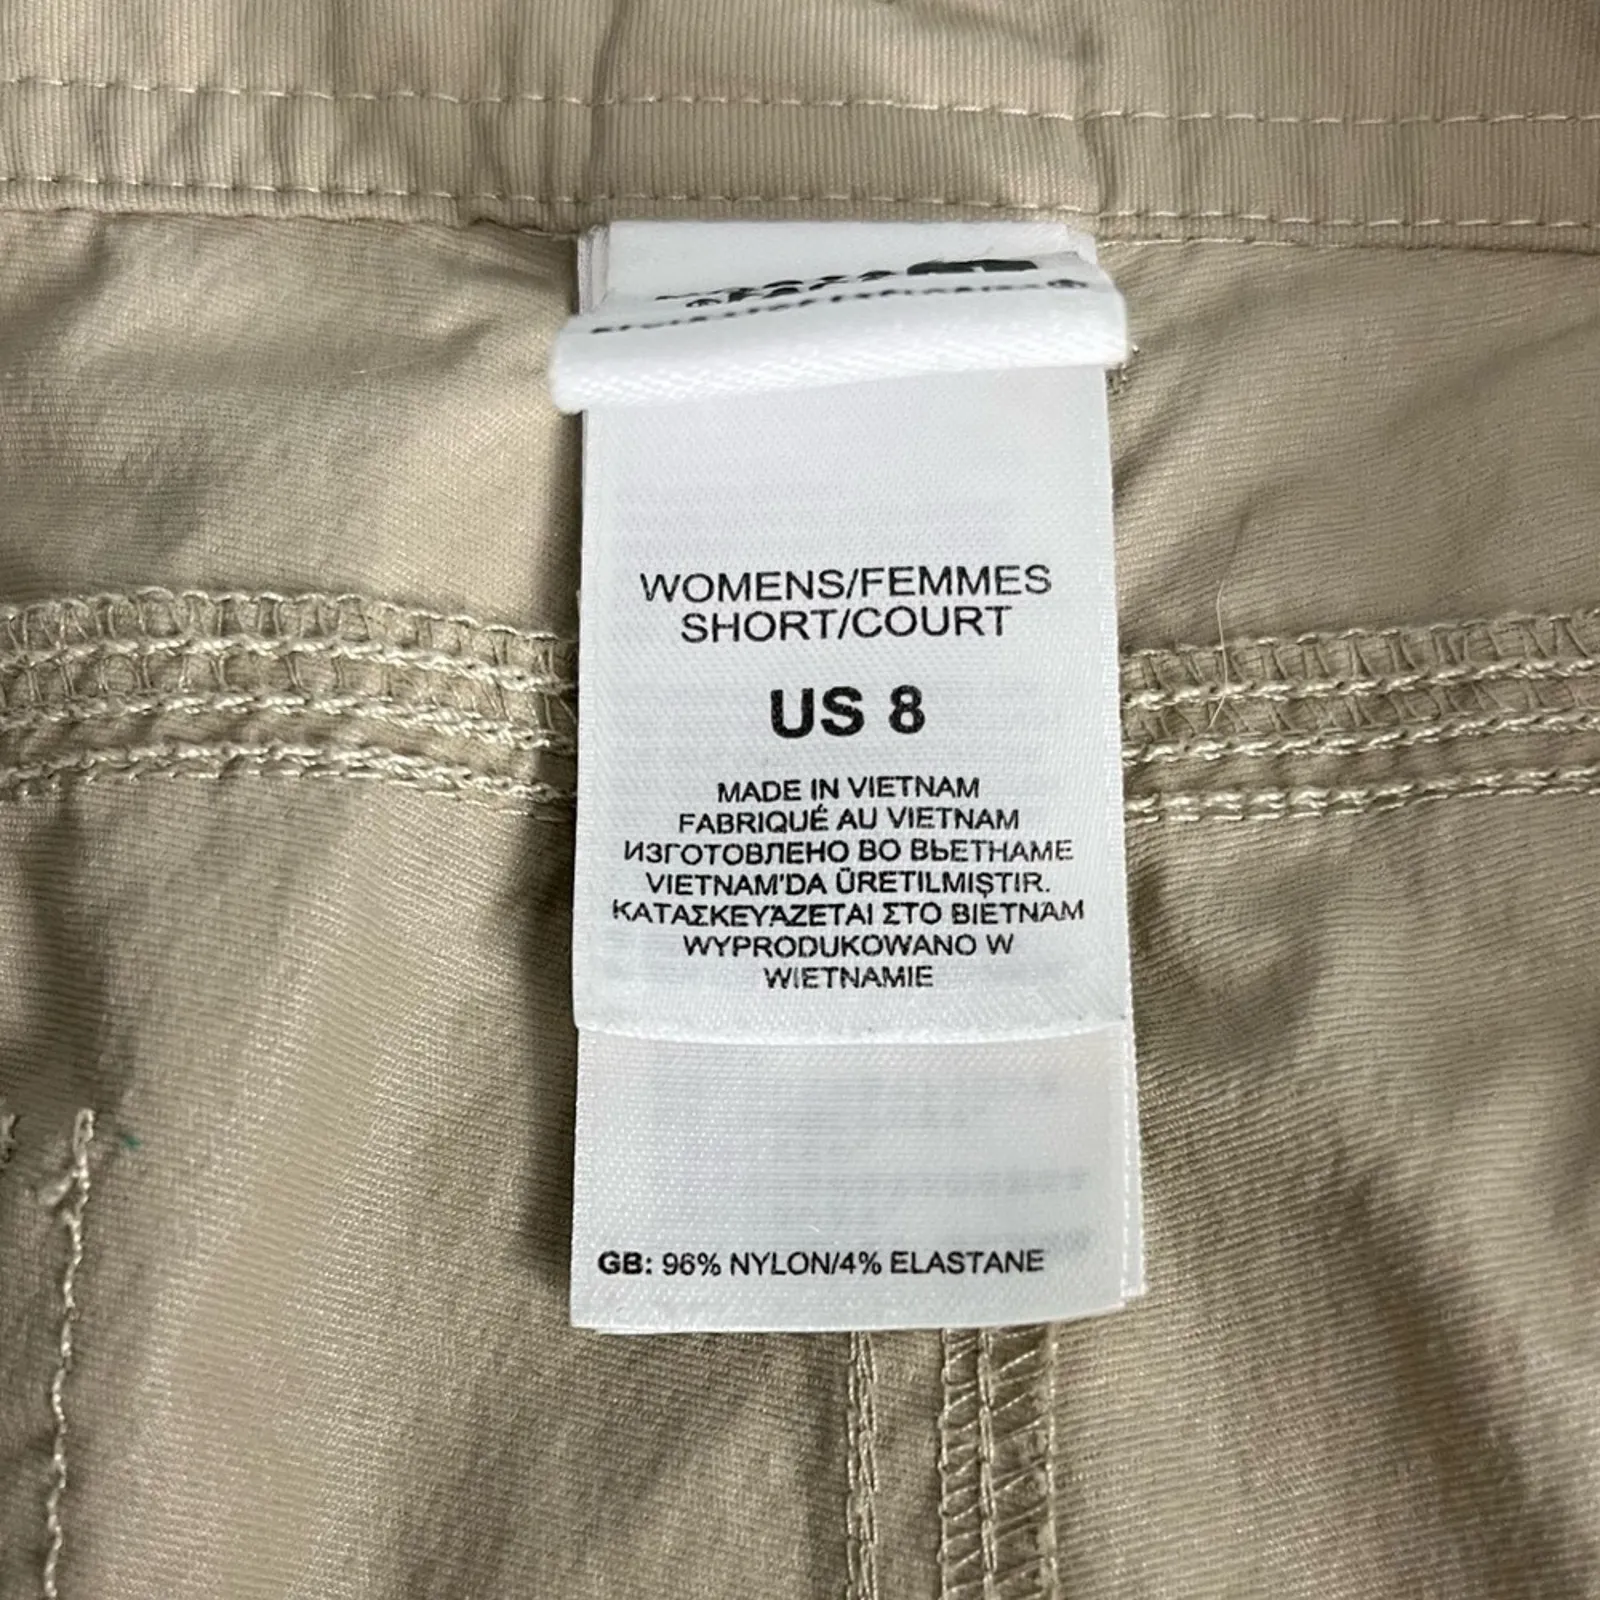 WOMENS/FEMMES
SHORT/COURT
US 8
MADE IN VIETNAM
FABRIQUÉ AU VIETNAM
ИЗГОТОВЛЕНО ВО ВЬЕТНАМЕ
VIETNAM'DA ÜRETILMIŞTIR.
ΚΑΤΑΣΚΕΥΆΖΕΤΑΙ ΣΤΟ ΒΙΕΤΝΆΜ
WYPRODUKOWANO W
WIETNAMIE
GB: 96% NYLON/4% ELASTANE